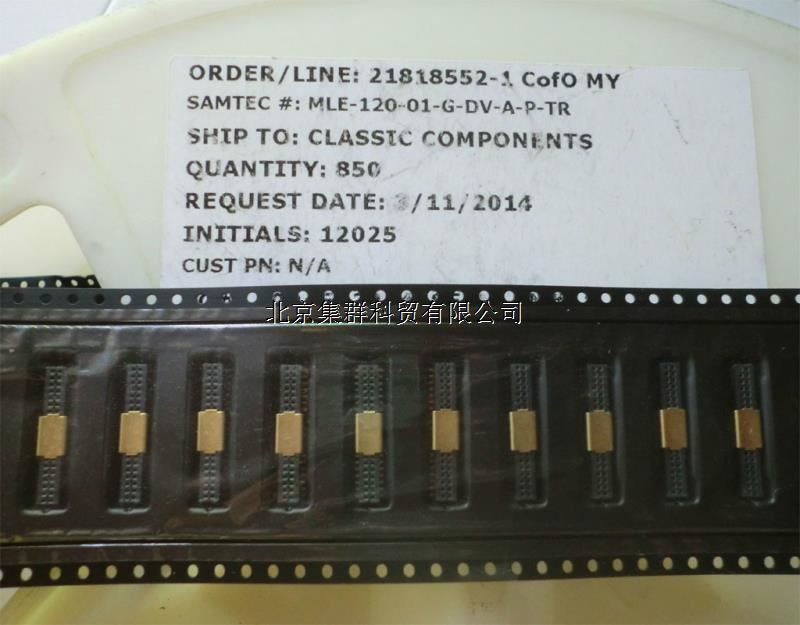 ORDER/LINE: 21818552-1 CofO MY
SAMTEC #: MLE-120-01-G-DV-A-P-TR
SHIP TO: CLASSIC COMPONENTS
QUANTITY: 850
REQUEST DATE: 3/11/2014
INITIALS: 12025
CUST PN: N/A
北京集群科贸有限公司